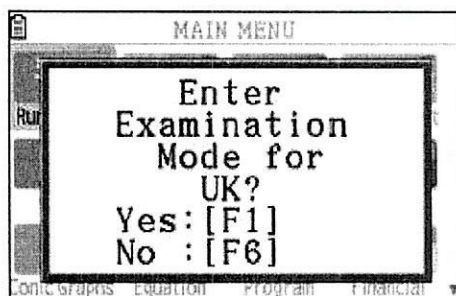 MAIN MENU
Enter
Examination
Mode for
UK?
Yes:[F1]
No :[F6]
Conic Graphs Equation Program Financial